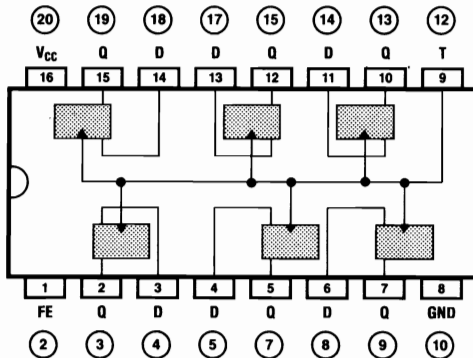 20 19 18 17 15 14 13 12
VCC Q D D Q D Q T
16 15 14 13 12 11 10 9
1 2 3 4 5 6 7 8
FE Q D D Q D Q GND
2 3 4 5 7 8 9 10